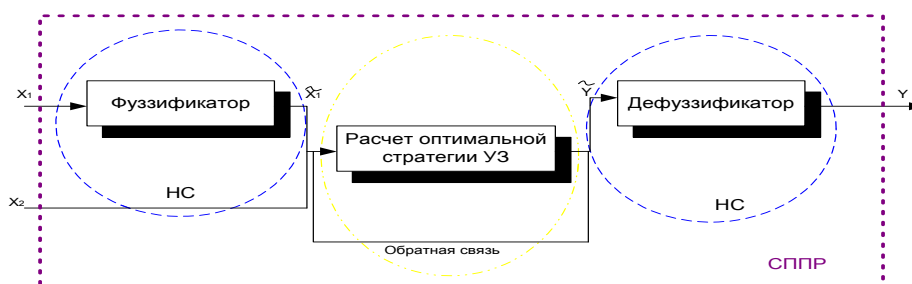 X₁
Фуззификатор
X̃₁
Расчет оптимальной
стратегии УЗ
Ỹ
Дефуззификатор
Y
X₂
НС
НС
Обратная связь
СППР